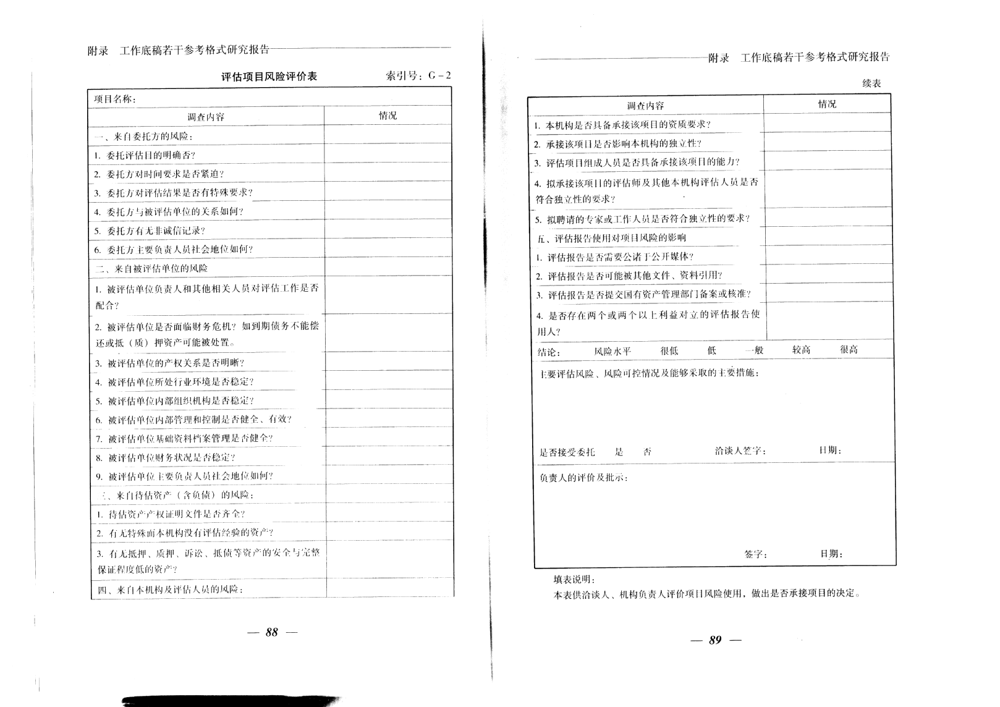 附录 工作底稿若干参考格式研究报告
评估项目风险评价表 索引号：G－2
项目名称：
调查内容 情况
一、来自委托方的风险：
1. 委托评估目的明确否？
2. 委托方对时间要求是否紧迫？
3. 委托方对评估结果是否有特殊要求？
4. 委托方与被评估单位的关系如何？
5. 委托方有无非诚信记录？
6. 委托方主要负责人员社会地位如何？
二、来自被评估单位的风险
1. 被评估单位负责人和其他相关人员对评估工作是否
配合？
2. 被评估单位是否面临财务危机？如到期债务不能偿
还或抵（质）押资产可能被处置。
3. 被评估单位的产权关系是否明晰？
4. 被评估单位所处行业环境是否稳定？
5. 被评估单位内部组织机构是否稳定？
6. 被评估单位内部管理和控制是否健全、有效？
7. 被评估单位基础资料档案管理是否健全？
8. 被评估单位财务状况是否稳定？
9. 被评估单位主要负责人员社会地位如何？
三、来自待估资产（含负债）的风险：
1. 待估资产产权证明文件是否齐全？
2. 有无特殊而本机构没有评估经验的资产？
3. 有无抵押、质押、诉讼、抵债等资产的安全与完整
保证程度低的资产？
四、来自本机构及评估人员的风险：
— 88 —
附录 工作底稿若干参考格式研究报告
续表
调查内容 情况
1. 本机构是否具备承接该项目的资质要求？
2. 承接该项目是否影响本机构的独立性？
3. 评估项目组成人员是否具备承接该项目的能力？
4. 拟承接该项目的评估师及其他本机构评估人员是否
符合独立性的要求？
5. 拟聘请的专家或工作人员是否符合独立性的要求？
五、评估报告使用对项目风险的影响
1. 评估报告是否需要公诸于公开媒体？
2. 评估报告是否可能被其他文件、资料引用？
3. 评估报告是否提交国有资产管理部门备案或核准？
4. 是否存在两个或两个以上利益对立的评估报告使
用人？
结论： 风险水平 很低 低 一般 较高 很高
主要评估风险、风险可控情况及能够采取的主要措施：
是否接受委托 是 否 洽谈人签字： 日期：
负责人的评价及批示：
签字： 日期：
填表说明：
本表供洽谈人、机构负责人评价项目风险使用，做出是否承接项目的决定。
— 89 —